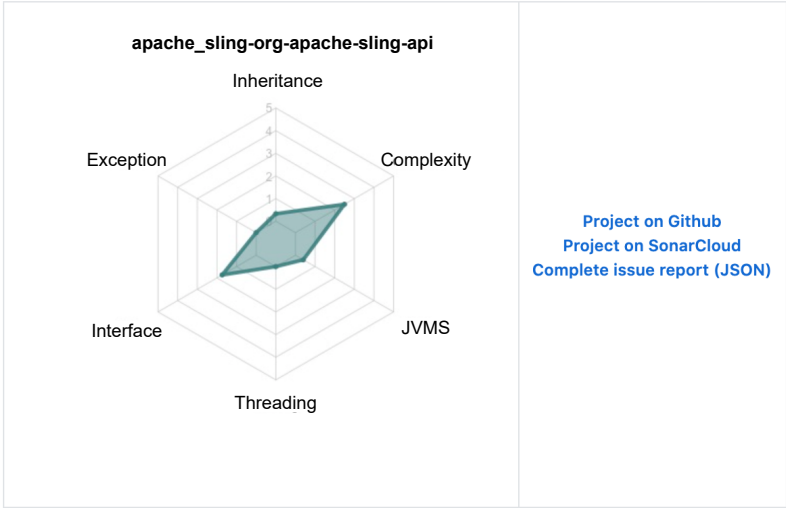 apache_sling-org-apache-sling-api
Inheritance
5
4
3
2
1
Exception
Complexity
Interface
JVMS
Threading
Project on Github
Project on SonarCloud
Complete issue report (JSON)